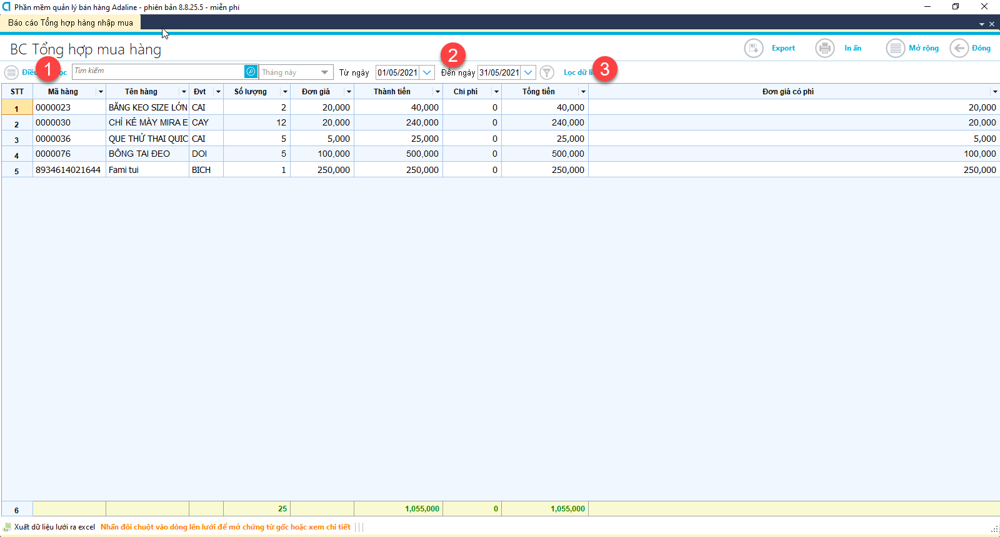 Phần mềm quản lý bán hàng Adaline - phiên bản 8.8.25.5 - miễn phí
Báo cáo Tổng hợp hàng nhập mua
BC Tổng hợp mua hàng
Export In ấn Mở rộng Đóng
1 Tìm kiếm Tháng này Từ ngày 01/05/2021 2 Đến ngày 31/05/2021 Lọc dữ 3
STT Mã hàng Tên hàng Đvt Số lượng Đơn giá Thành tiền Chi phí Tổng tiền Đơn giá có phí
1 0000023 BĂNG KEO SIZE LỚN CAI 2 20,000 40,000 0 40,000 20,000
2 0000030 CHÌ KẺ MÀY MIRA E CAY 12 20,000 240,000 0 240,000 20,000
3 0000036 QUE THỬ THAI QUIC CAI 5 5,000 25,000 0 25,000 5,000
4 0000076 BÔNG TAI ĐEO DOI 5 100,000 500,000 0 500,000 100,000
5 8934614021644 Fami tui BICH 1 250,000 250,000 0 250,000 250,000
6 25 1,055,000 0 1,055,000
Xuất dữ liệu lưới ra excel Nhấn đôi chuột vào dòng lên lưới để mở chứng từ gốc hoặc xem chi tiết